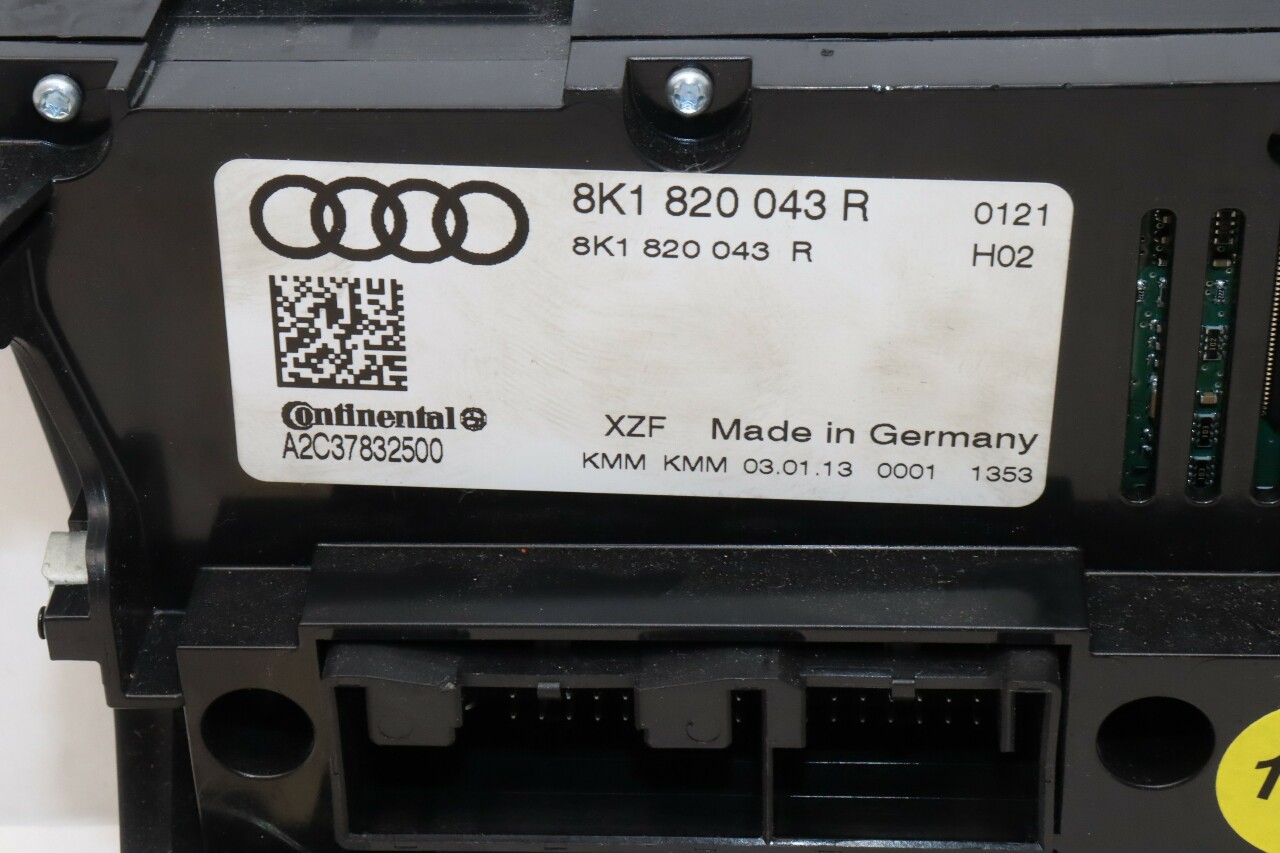 8K1 820 043 R 0121
8K1 820 043 R H02
Continental
A2C37832500
XZF Made in Germany
KMM KMM 03.01.13 0001 1353